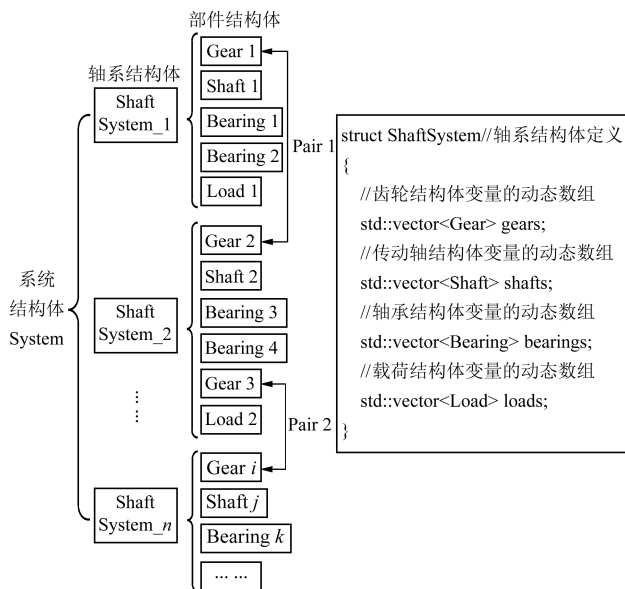 部件结构体
轴系结构体
Gear 1
Shaft 1
Bearing 1
Bearing 2
Load 1
Shaft
System_1
Pair 1
系统
结构体
System
Gear 2
Shaft 2
Bearing 3
Bearing 4
Gear 3
Load 2
Shaft
System_2
... ...
Pair 2
Gear i
Shaft j
Bearing k
... ...
Shaft
System_n
struct ShaftSystem//轴系结构体定义
{
//齿轮结构体变量的动态数组
std::vector<Gear> gears;
//传动轴结构体变量的动态数组
std::vector<Shaft> shafts;
//轴承结构体变量的动态数组
std::vector<Bearing> bearings;
//载荷结构体变量的动态数组
std::vector<Load> loads;
}